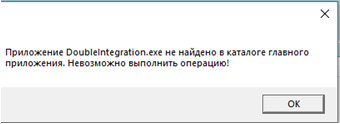 Приложение DoubleIntegration.exe не найдено в каталоге главного
приложения. Невозможно выполнить операцию!
OK